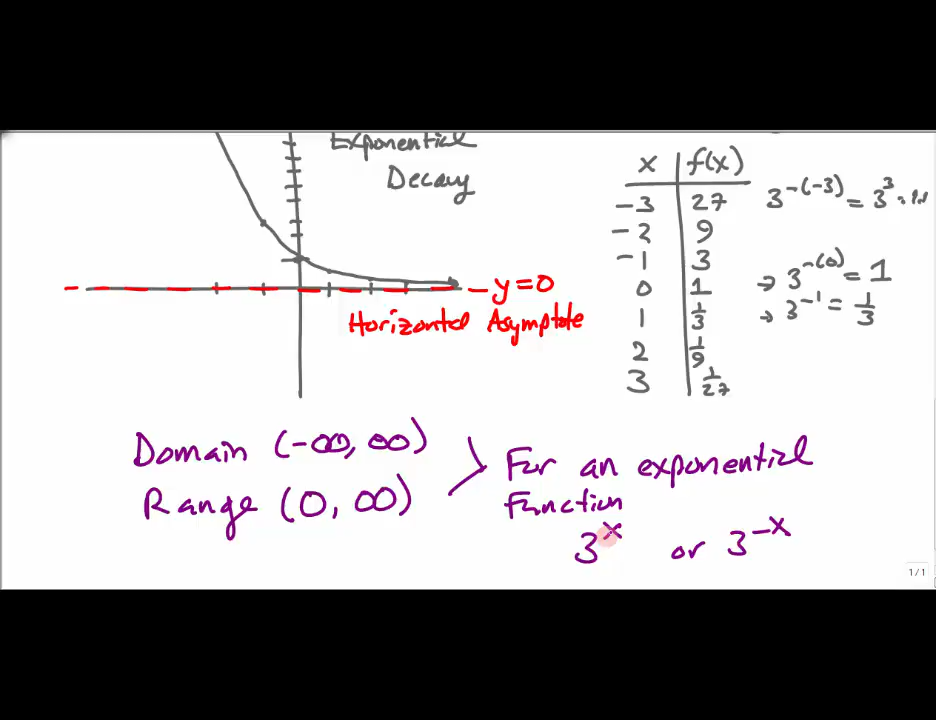 Exponential
Decay
x f(x)
-3 27
-2 9
-1 3
0 1
1 1/3
2 1/9
3 1/27
3^-(-3) = 3^3 =
→ 3^-(0) = 1
→ 3^-1 = 1/3
y=0
Horizontal Asymptote
Domain (-∞, ∞)
Range (0, ∞)
> For an exponential
Function
3^x or 3^-x
1/1